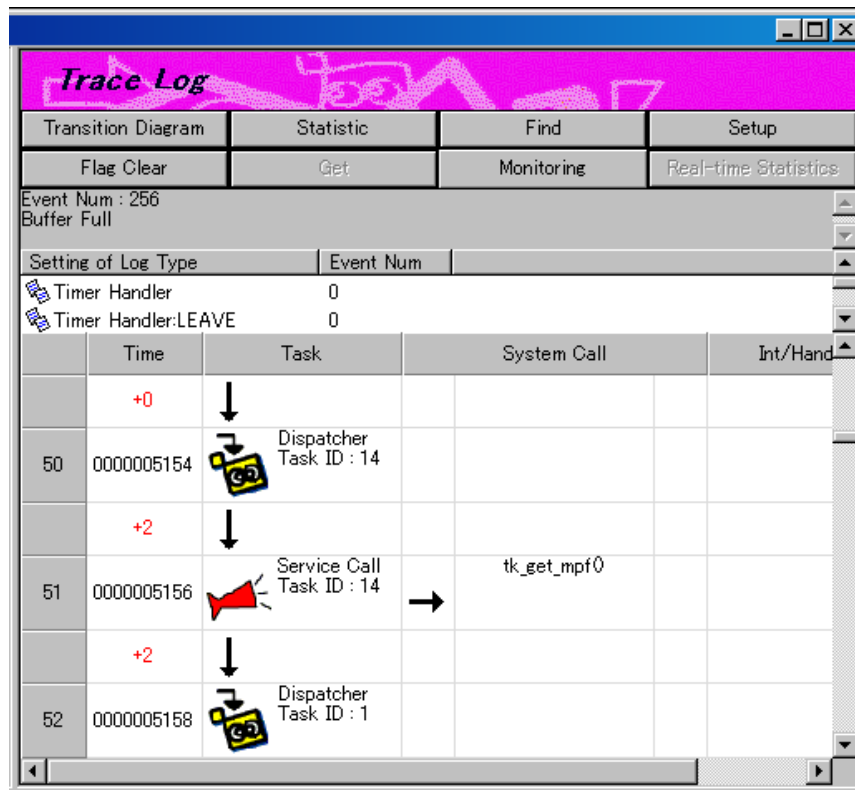 Trace Log
Transition Diagram Statistic Find Setup
Flag Clear Get Monitoring Real-time Statistics
Event Num : 256
Buffer Full
Setting of Log Type Event Num
Timer Handler 0
Timer Handler:LEAVE 0
Time Task System Call Int/Hand
+0
50 0000005154 Dispatcher
Task ID : 14
+2
51 0000005156 Service Call tk_get_mpf()
Task ID : 14
+2
52 0000005158 Dispatcher
Task ID : 1